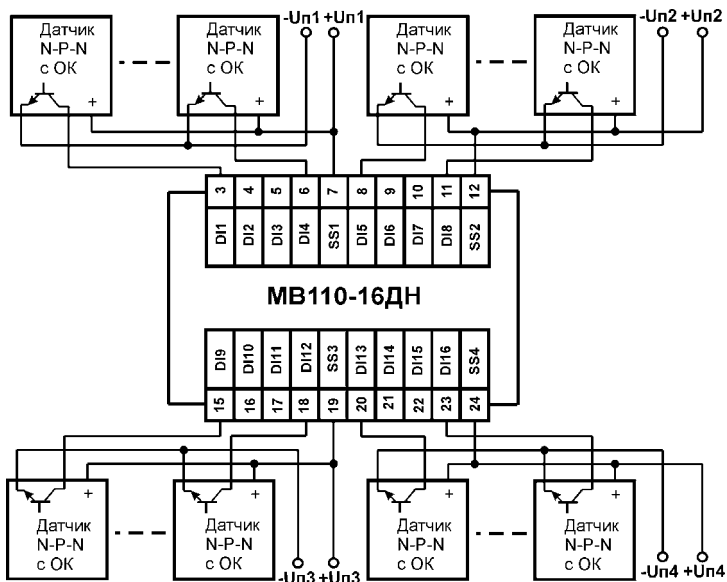 -Uп1 +Uп1
-Uп2 +Uп2
Датчик
N-P-N
с ОК
+
Датчик
N-P-N
с ОК
+
Датчик
N-P-N
с ОК
+
Датчик
N-P-N
с ОК
+
3 4 5 6 7 8 9 10 11 12
DI1 DI2 DI3 DI4 SS1 DI5 DI6 DI7 DI8 SS2
МВ110-16ДН
DI9 DI10 DI11 DI12 SS3 DI13 DI14 DI15 DI16 SS4
15 16 17 18 19 20 21 22 23 24
+
Датчик
N-P-N
с ОК
+
Датчик
N-P-N
с ОК
+
Датчик
N-P-N
с ОК
+
Датчик
N-P-N
с ОК
-Uп3 +Uп3
-Uп4 +Uп4